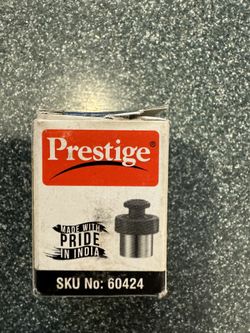 Prestige®
MADE WITH
PRIDE
IN INDIA
SKU No: 60424